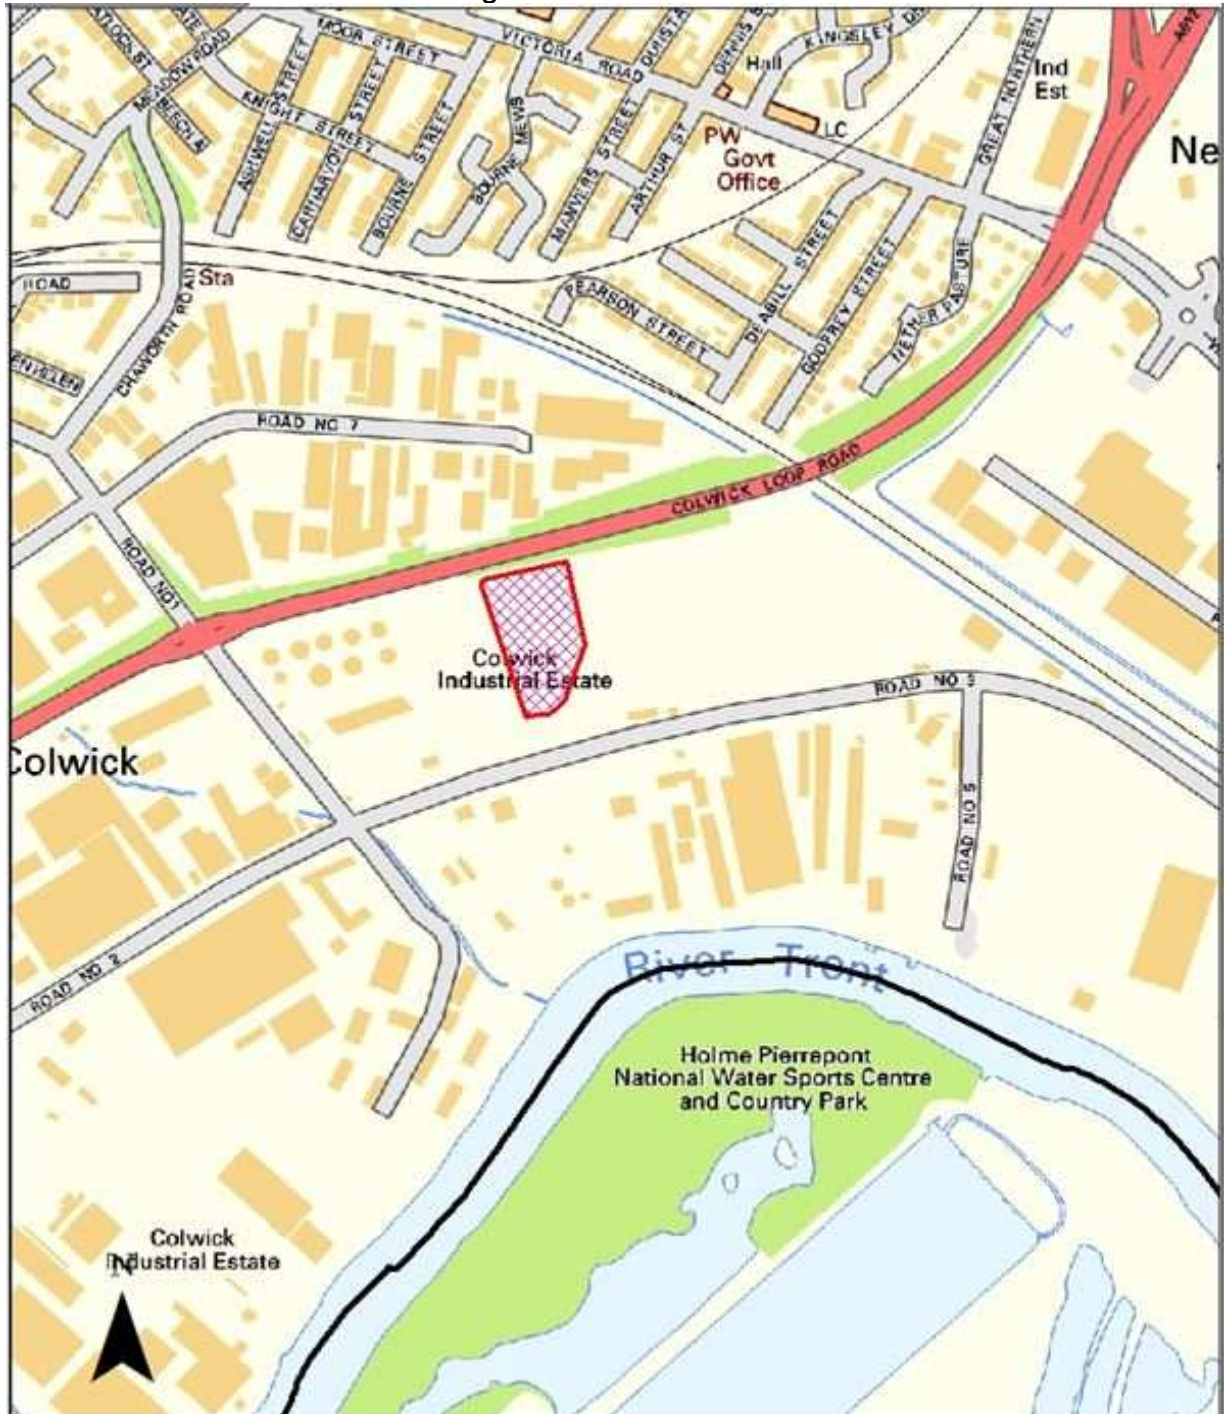 MEADOW ROAD
BEECH A
MOOR STREET
KNIGHT STREET
ASHWELL STREET
CARNARVON STREET
BOURNE STREET
BOURNE MEWS
VICTORIA ROAD
MANVERS STREET
ARTHUR ST
Hall
KINGSLEY
GREAT NORTHERN
Ind
Est
A612
Ne
LC
PW
Govt
Office
Sta
ROAD
CHAWORTH ROAD
PEARSON STREET
DEABILL STREET
GODFREY STREET
NETHER PASTURE
ROAD NO 7
COLWICK LOOP ROAD
ROAD NO1
Colwick
Industrial Estate
ROAD NO 3
Colwick
ROAD NO 5
ROAD NO 2
River Trent
Holme Pierrepont
National Water Sports Centre
and Country Park
Colwick
Industrial Estate
N